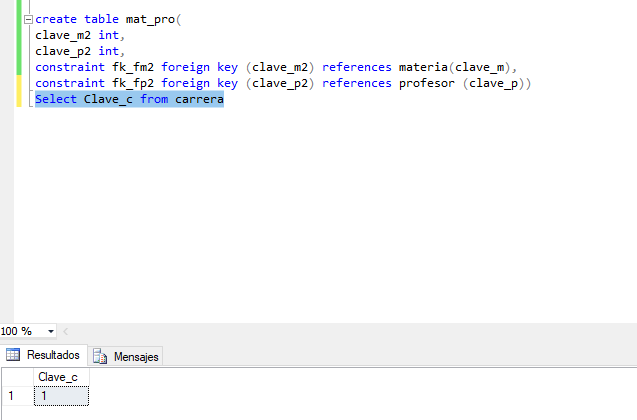 create table mat_pro(
clave_m2 int,
clave_p2 int,
constraint fk_fm2 foreign key (clave_m2) references materia(clave_m),
constraint fk_fp2 foreign key (clave_p2) references profesor (clave_p))
Select Clave_c from carrera
100 %
Resultados Mensajes
Clave_c
1 1